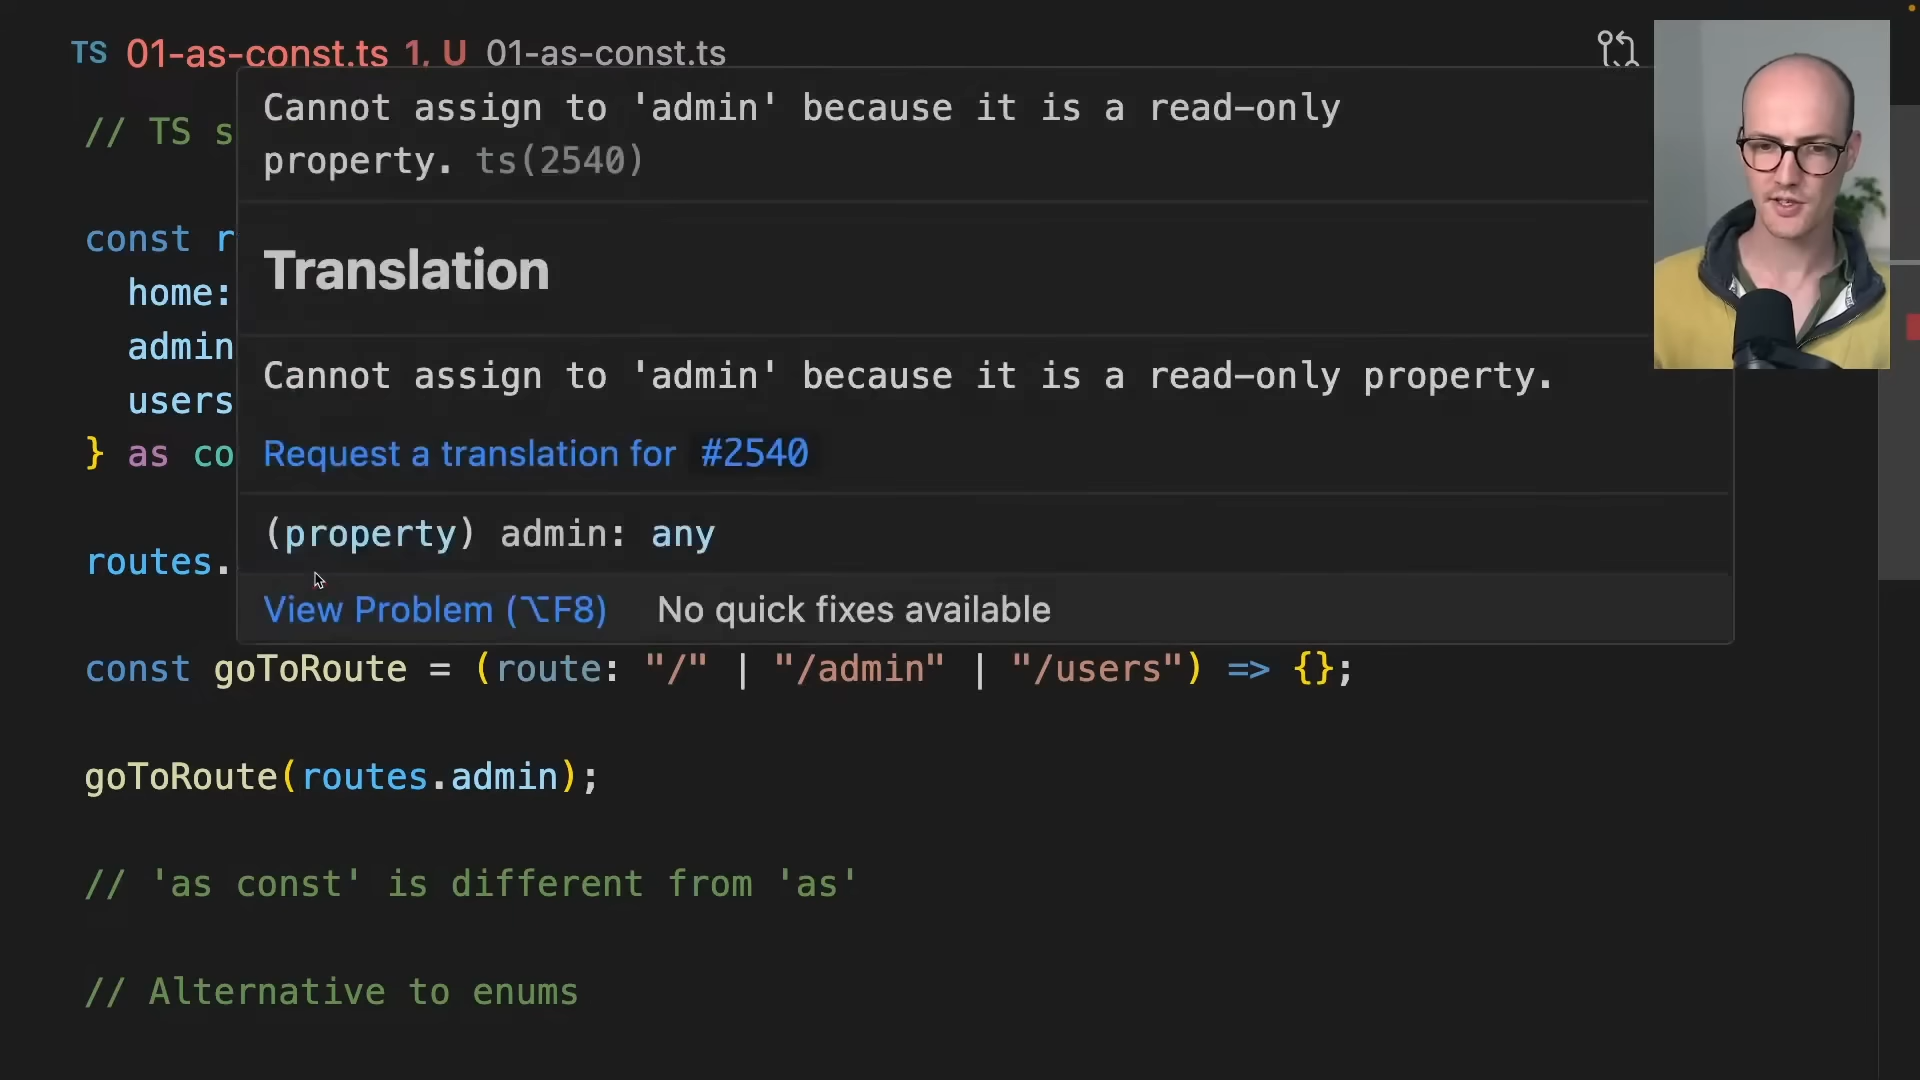 TS 01-as-const.ts 1, U 01-as-const.ts
// TS s
Cannot assign to 'admin' because it is a read-only
property. ts(2540)
const r
home:
admin
users
} as co
Translation
Cannot assign to 'admin' because it is a read-only property.
Request a translation for #2540
(property) admin: any
routes.
View Problem (⌥F8) No quick fixes available
const goToRoute = (route: "/" | "/admin" | "/users") => {};
goToRoute(routes.admin);
// 'as const' is different from 'as'
// Alternative to enums